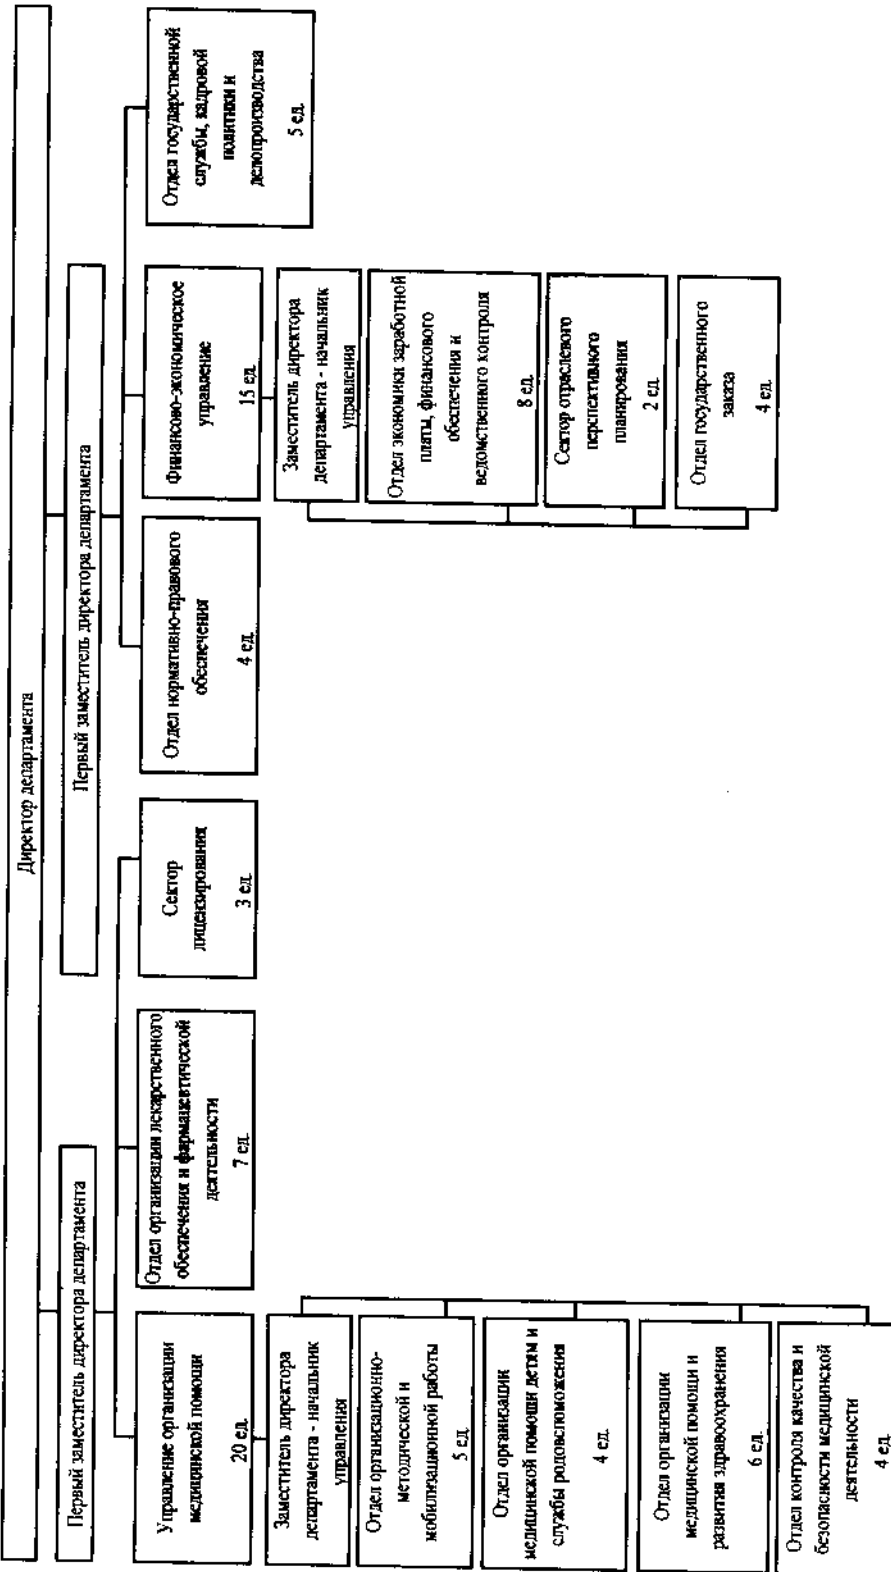 Директор департамента
Первый заместитель директора департамента
Управление организации
медицинской помощи
20 ед.
Заместитель директора
департамента - начальник
управления
Отдел организационно-
методической и
мобилизационной работы
5 ед.
Отдел организации
медицинской помощи детям и
службы родовспоможения
4 ед.
Отдел организации
медицинской помощи и
развития здравоохранения
6 ед.
Отдел контроля качества и
безопасности медицинской
деятельности
4 ед.
Отдел организации лекарственного
обеспечения и фармацевтической
деятельности
7 ед.
Сектор
лицензирования
3 ед.
Первый заместитель директора департамента
Отдел нормативно-правового
обеспечения
4 ед.
Финансово-экономическое
управление
15 ед.
Заместитель директора
департамента - начальник
управления
Отдел экономики заработной
платы, финансового
обеспечения и
ведомственного контроля
8 ед.
Сектор отраслевого
перспективного
планирования
2 ед.
Отдел государственного
заказа
4 ед.
Отдел государственной
службы, кадровой
политики и
делопроизводства
5 ед.